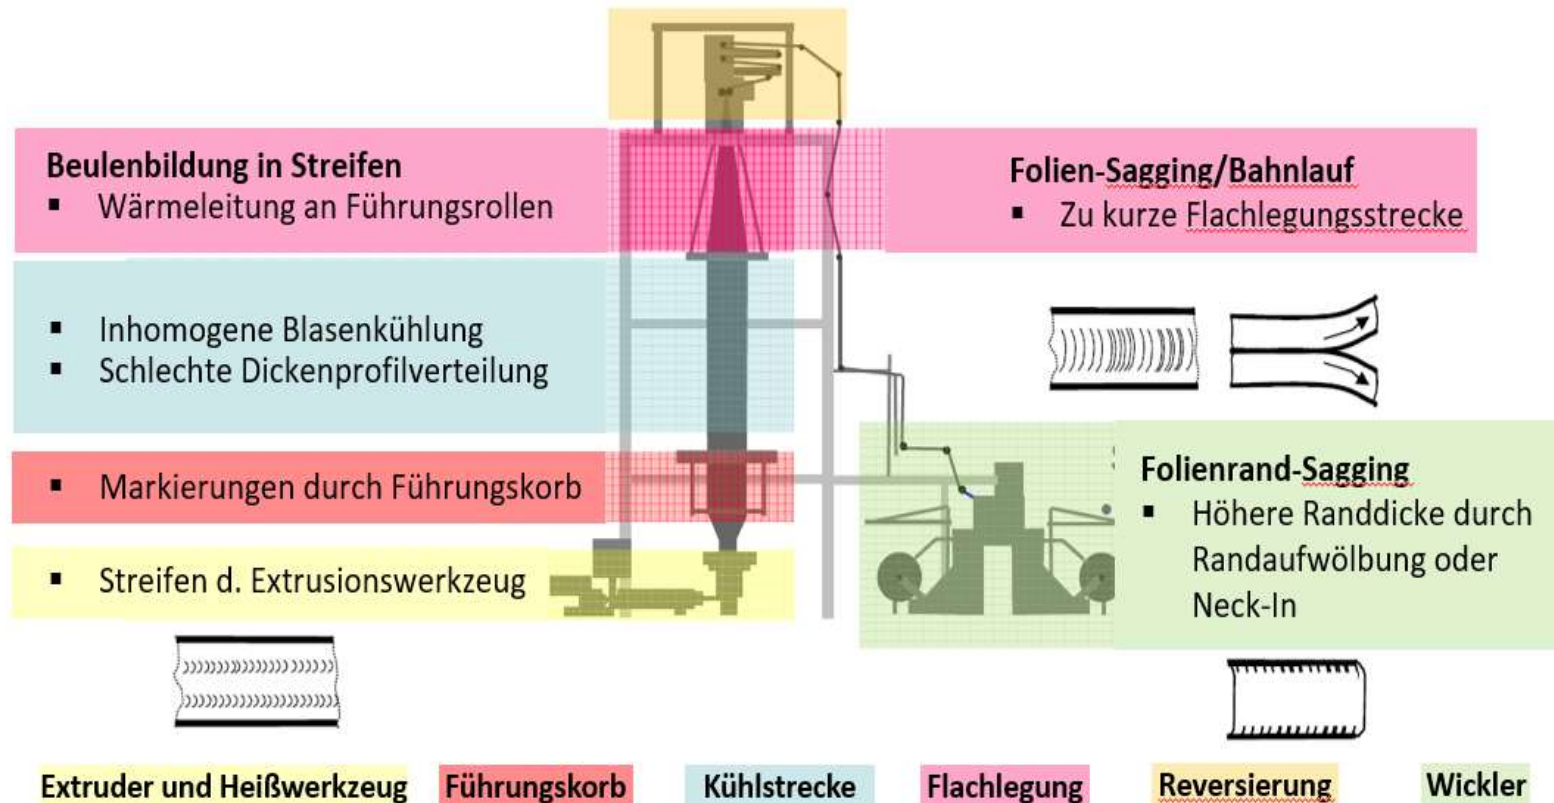 Beulenbildung in Streifen
▪ Wärmeleitung an Führungsrollen
▪ Inhomogene Blasenkühlung
▪ Schlechte Dickenprofilverteilung
▪ Markierungen durch Führungskorb
▪ Streifen d. Extrusionswerkzeug
Folien-Sagging/Bahnlauf
▪ Zu kurze Flachlegungsstrecke
Folienrand-Sagging
▪ Höhere Randdicke durch
Randaufwölbung oder
Neck-In
Extruder und Heißwerkzeug
Führungskorb
Kühlstrecke
Flachlegung
Reversierung
Wickler